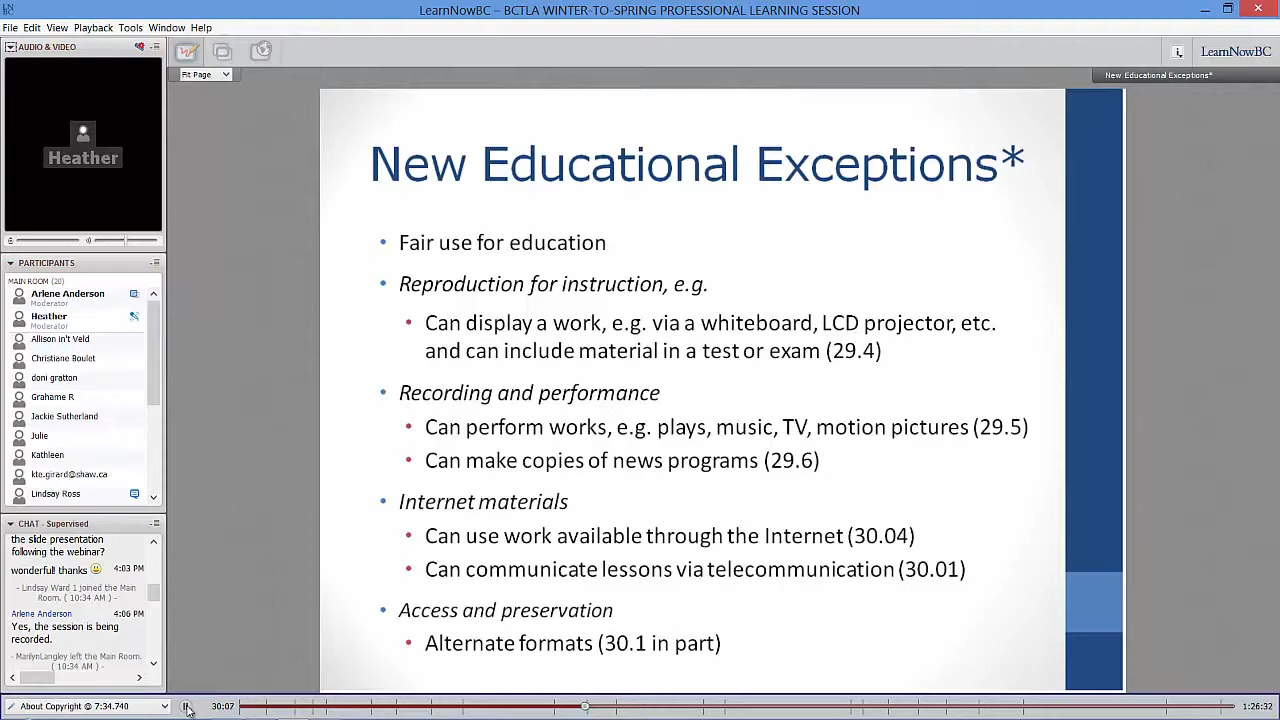 LearnNowBC – BCTLA WINTER-TO-SPRING PROFESSIONAL LEARNING SESSION
File Edit View Playback Tools Window Help
AUDIO & VIDEO
Fit Page
LearnNowBC
New Educational Exceptions*
Heather
PARTICIPANTS
MAIN ROOM (20)
Arlene Anderson
Moderator
Heather
Moderator
Allison in't Veld
Christiane Boulet
doni gratton
Grahame R
Jackie Sutherland
Julie
Kathleen
kte.girard@shaw.ca
Lindsay Ross
CHAT - Supervised
the slide presentation
following the webinar?
wonderful! thanks 4:03 PM
- Lindsay Ward 1 joined the Main
Room. ( 10:34 AM ) -
Arlene Anderson 4:06 PM
Yes, the session is being
recorded.
- MarilynLangley left the Main Room.
( 10:34 AM ) -
New Educational Exceptions*
• Fair use for education
• Reproduction for instruction, e.g.
• Can display a work, e.g. via a whiteboard, LCD projector, etc.
and can include material in a test or exam (29.4)
• Recording and performance
• Can perform works, e.g. plays, music, TV, motion pictures (29.5)
• Can make copies of news programs (29.6)
• Internet materials
• Can use work available through the Internet (30.04)
• Can communicate lessons via telecommunication (30.01)
• Access and preservation
• Alternate formats (30.1 in part)
About Copyright @ 7:34.740
30:07
1:26:32